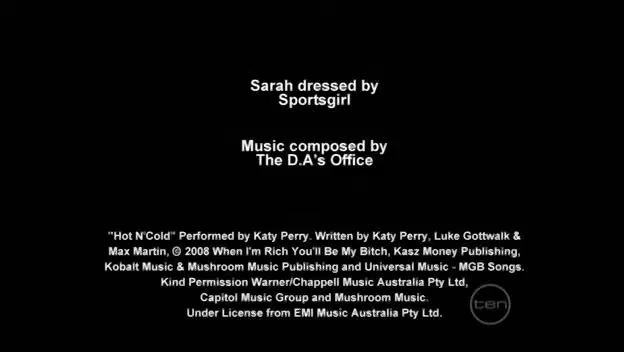 Sarah dressed by
Sportsgirl
Music composed by
The D.A's Office
"Hot N'Cold" Performed by Katy Perry. Written by Katy Perry, Luke Gottwalk &
Max Martin, © 2008 When I'm Rich You'll Be My Bitch, Kasz Money Publishing,
Kobalt Music & Mushroom Music Publishing and Universal Music - MGB Songs.
Kind Permission Warner/Chappell Music Australia Pty Ltd,
Capitol Music Group and Mushroom Music.
Under License from EMI Music Australia Pty Ltd.
ten